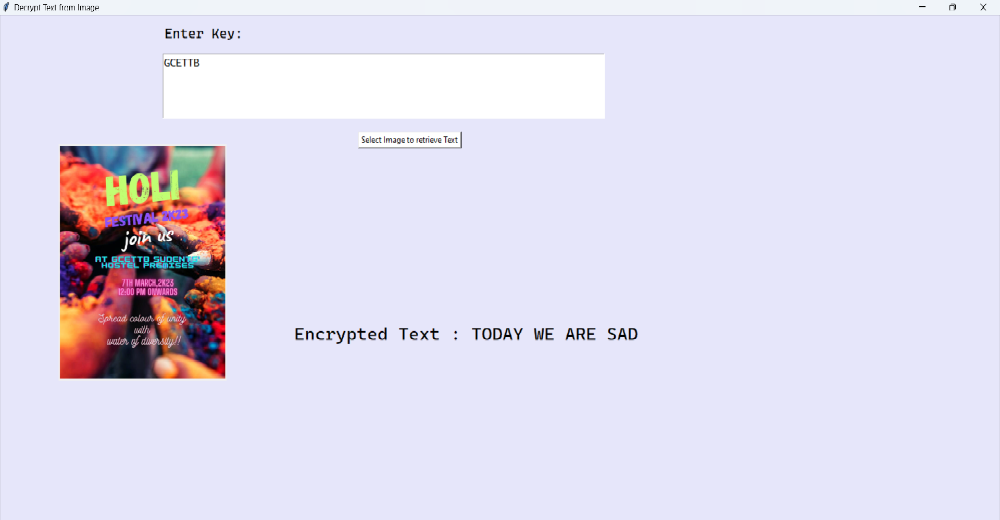 Decrypt Text from Image
Enter Key:
GCETTB
Select Image to retrieve Text
HOLI
FESTIVAL 2K23
join us
AT GCETTB SUDENTS'
HOSTEL PREMISES
7TH MARCH,2K23
12:00 PM ONWARDS
Spread colour of unity
with
water of diversity!!
Encrypted Text : TODAY WE ARE SAD